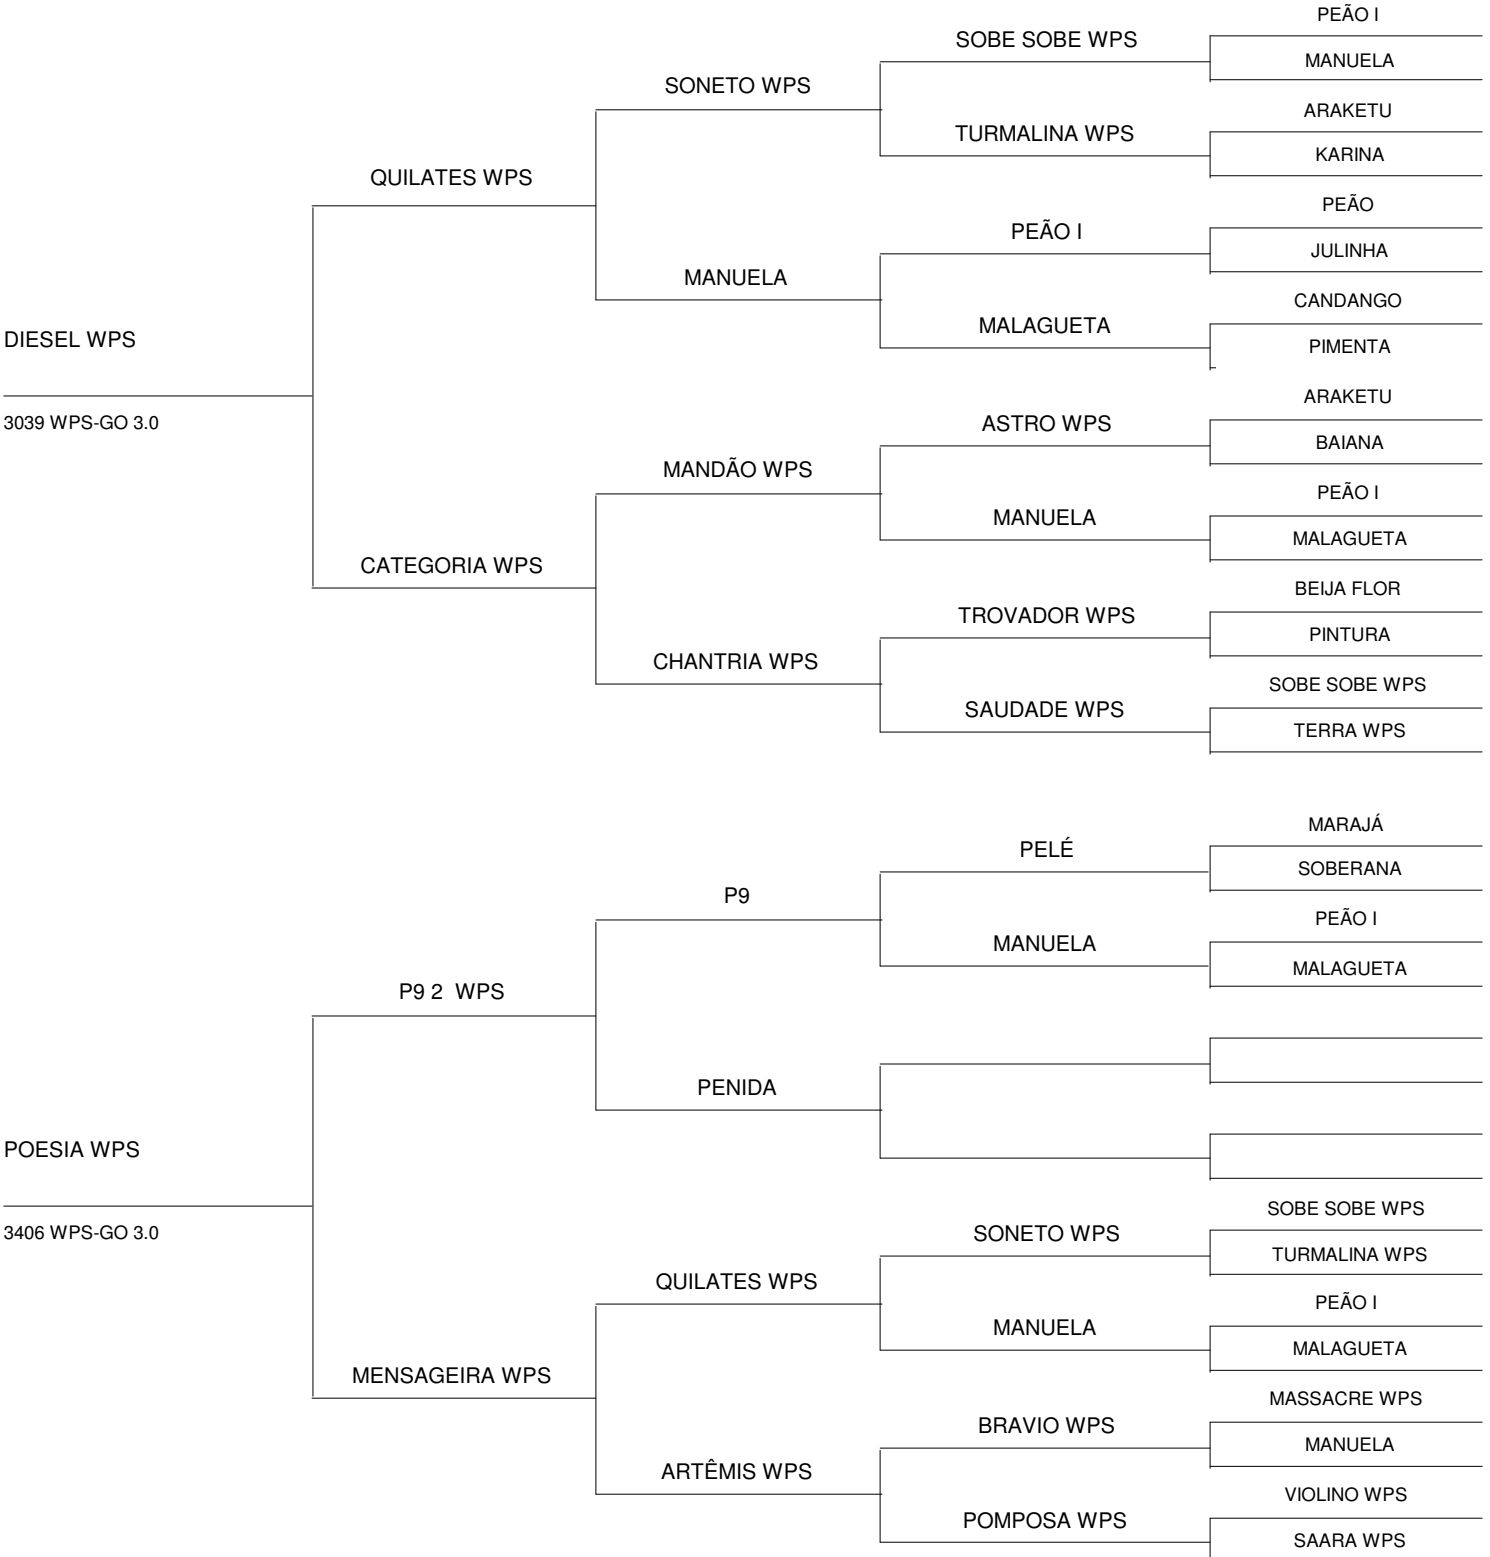 PEÃO I
SOBE SOBE WPS
MANUELA
SONETO WPS
ARAKETU
TURMALINA WPS
KARINA
QUILATES WPS
PEÃO
PEÃO I
JULINHA
MANUELA
CANDANGO
MALAGUETA
PIMENTA
DIESEL WPS
3039 WPS-GO 3.0
ARAKETU
ASTRO WPS
BAIANA
MANDÃO WPS
PEÃO I
MANUELA
MALAGUETA
CATEGORIA WPS
BEIJA FLOR
TROVADOR WPS
PINTURA
CHANTRIA WPS
SOBE SOBE WPS
SAUDADE WPS
TERRA WPS
MARAJÁ
PELÉ
SOBERANA
P9
PEÃO I
MANUELA
MALAGUETA
P9 2 WPS
PENIDA
POESIA WPS
3406 WPS-GO 3.0
SOBE SOBE WPS
SONETO WPS
TURMALINA WPS
QUILATES WPS
PEÃO I
MANUELA
MALAGUETA
MENSAGEIRA WPS
MASSACRE WPS
BRAVIO WPS
MANUELA
ARTÊMIS WPS
VIOLINO WPS
POMPOSA WPS
SAARA WPS